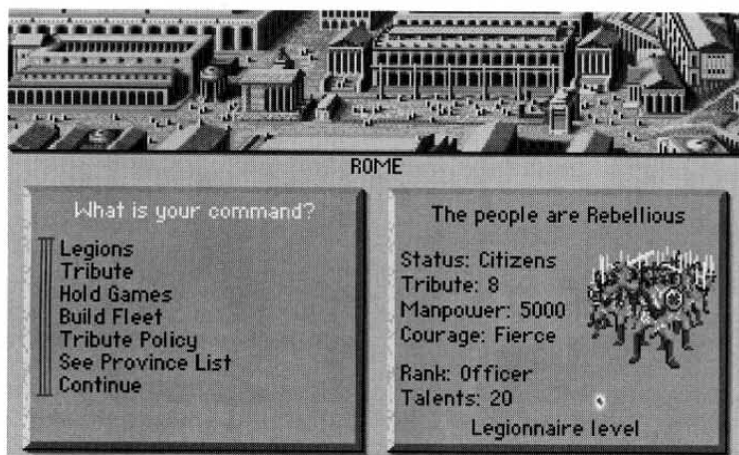 ROME
What is your command?
Legions
Tribute
Hold Games
Build Fleet
Tribute Policy
See Province List
Continue
The people are Rebellious
Status: Citizens
Tribute: 8
Manpower: 5000
Courage: Fierce
Rank: Officer
Talents: 20
Legionnaire level